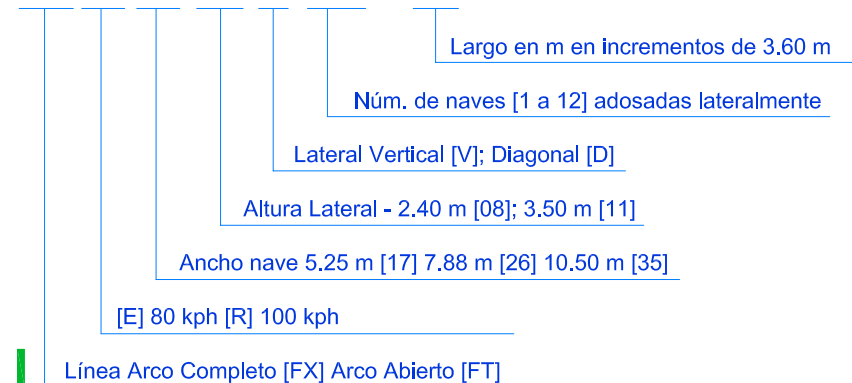 Largo en m en incrementos de 3.60 m
Núm. de naves [1 a 12] adosadas lateralmente
Lateral Vertical [V]; Diagonal [D]
Altura Lateral - 2.40 m [08]; 3.50 m [11]
Ancho nave 5.25 m [17] 7.88 m [26] 10.50 m [35]
[E] 80 kph [R] 100 kph
Línea Arco Completo [FX] Arco Abierto [FT]